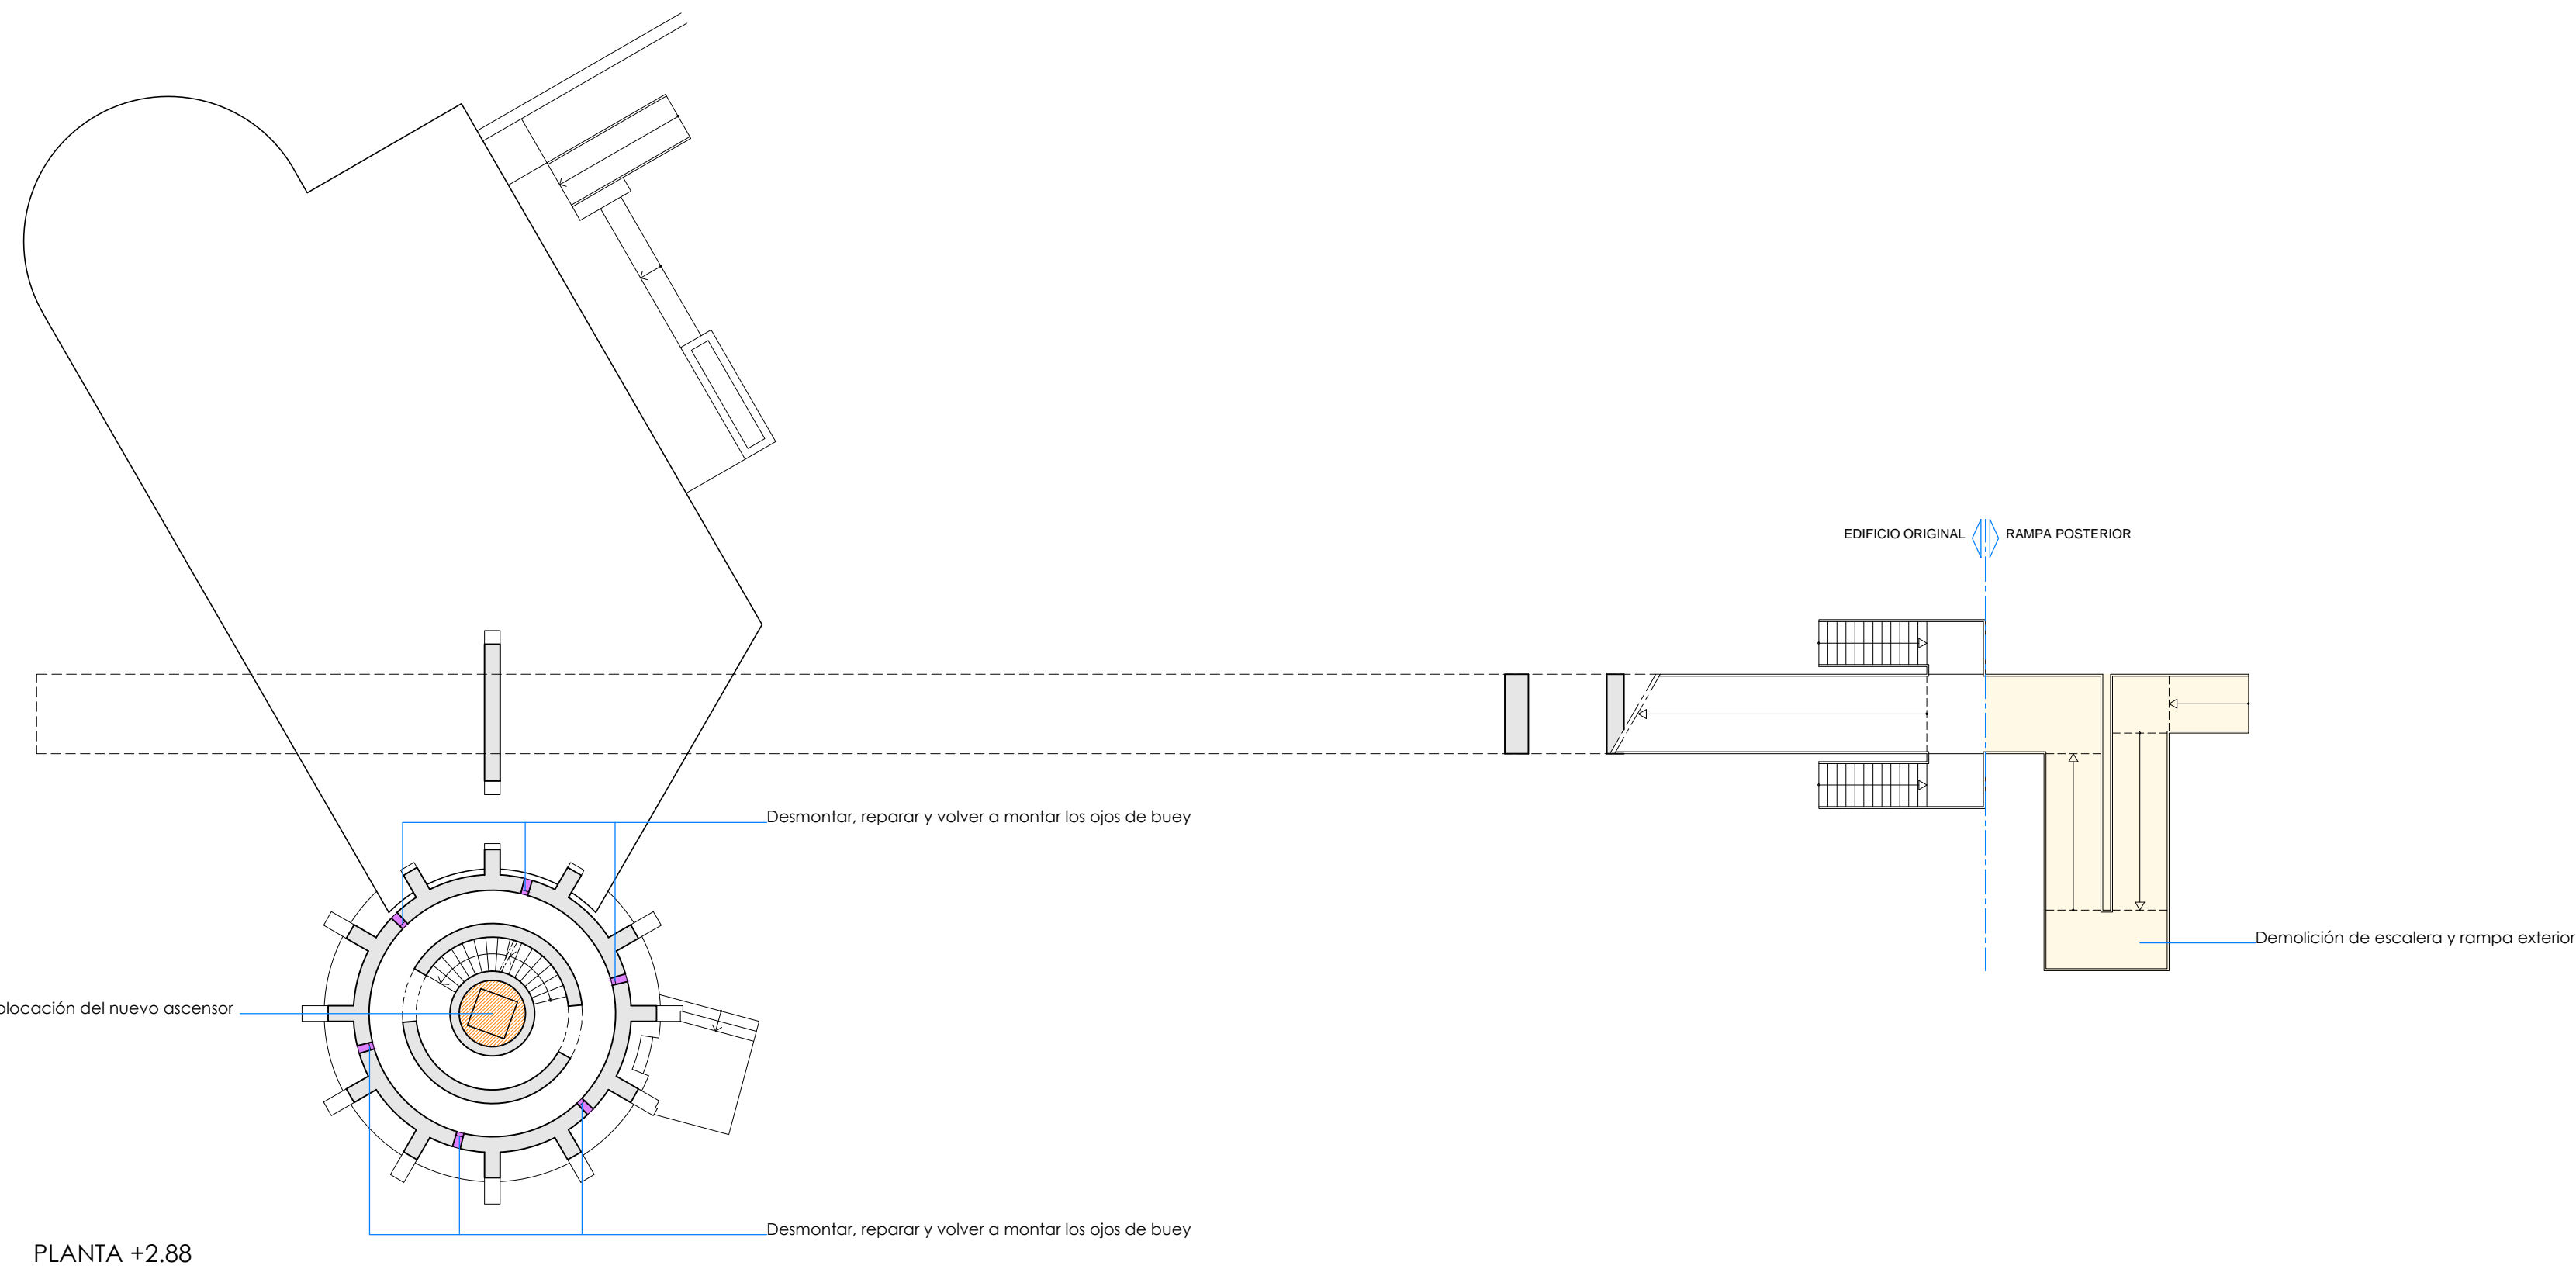 EDIFICIO ORIGINAL RAMPA POSTERIOR
Desmontar, reparar y volver a montar los ojos de buey
Demolición de escalera y rampa exterior
del nuevo ascensor
Desmontar, reparar y volver a montar los ojos de buey
PLANTA +2.88